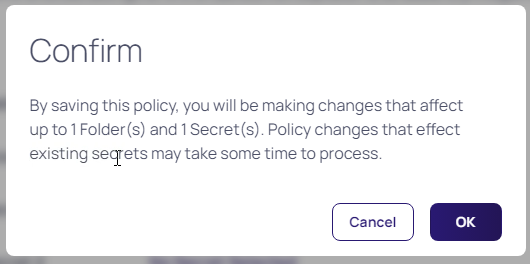 Confirm
By saving this policy, you will be making changes that affect
up to 1 Folder(s) and 1 Secret(s). Policy changes that effect
existing secrets may take some time to process.
Cancel
OK